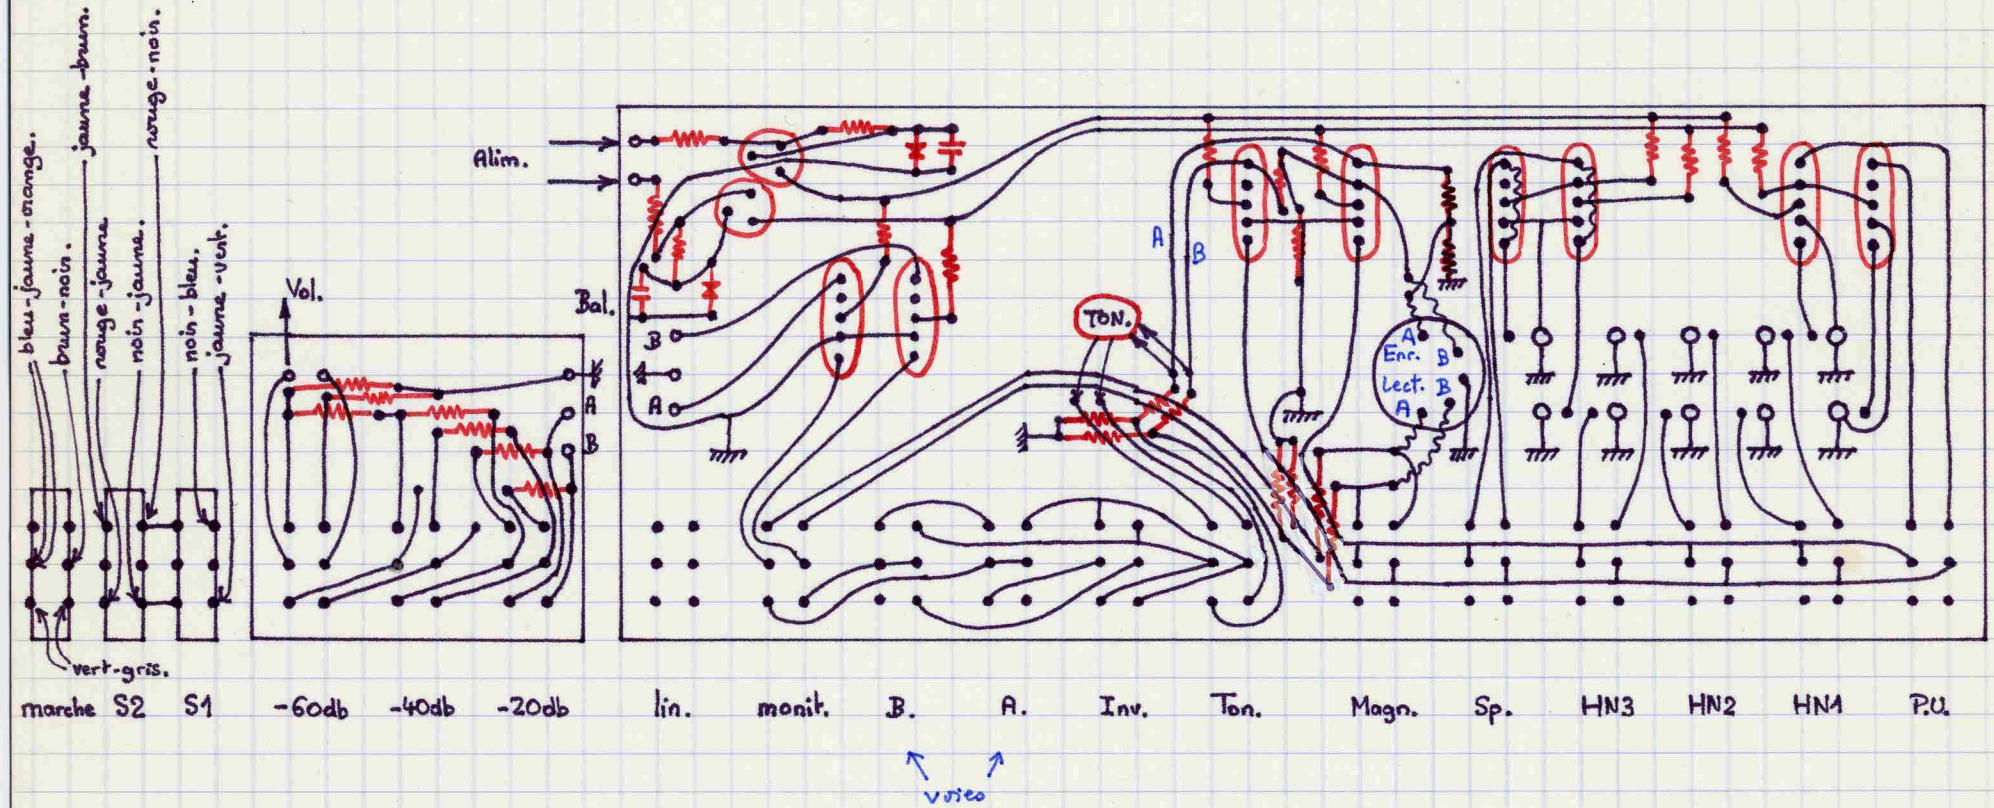 bleu-jaune-orange.
brun-noir.
jaune-brun.
rouge-jaune
noir-jaune.
rouge-noir.
noir-bleu.
jaune-vert.
Vol.
A
B
Alim.
Bal.
B
A
TON.
A
B
A
Enr.
B
Lect.
B
A
vert-gris.
marche S2 S1 -60db -40db -20db lin. monit. B. A. Inv. Ton. Magn. Sp. HN3 HN2 HN1 P.U.